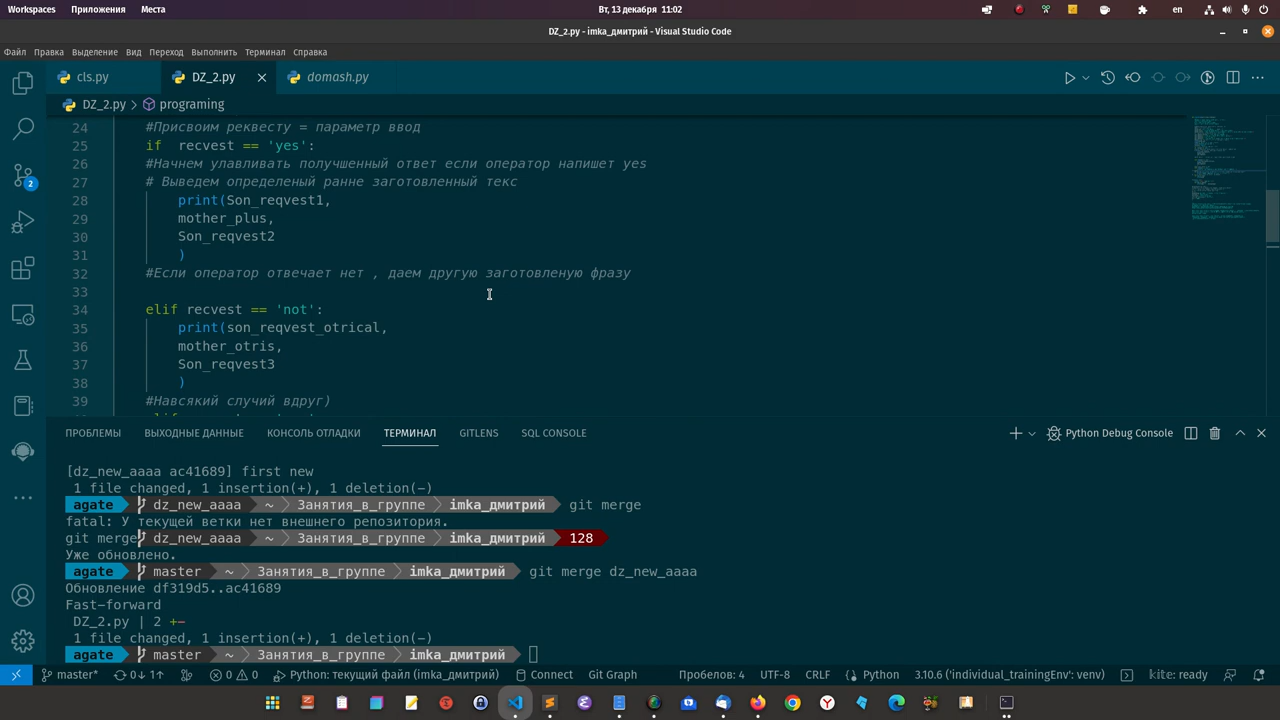 Workspaces Приложения Места Вт, 13 декабря 11:02 en
DZ_2.py - imka_дмитрий - Visual Studio Code
Файл Правка Выделение Вид Переход Выполнить Терминал Справка
cls.py DZ_2.py domash.py
DZ_2.py > programing
24 #Присвоим реквесту = параметр ввод
25 if recvest == 'yes':
26 #Начнем улавливать получшенный ответ если оператор напишет yes
27 # Выведем определеный ранне заготовленный текс
28 print(Son_reqvest1,
29 mother_plus,
30 Son_reqvest2
31 )
32 #Если оператор отвечает нет , даем другую заготовленую фразу
33
34 elif recvest == 'not':
35 print(son_reqvest_otrical,
36 mother_otris,
37 Son_reqvest3
38 )
39 #Навсякий случий вдруг)
2
ПРОБЛЕМЫ ВЫХОДНЫЕ ДАННЫЕ КОНСОЛЬ ОТЛАДКИ ТЕРМИНАЛ GITLENS SQL CONSOLE Python Debug Console
[dz_new_aaaa ac41689] first new
1 file changed, 1 insertion(+), 1 deletion(-)
agate dz_new_aaaa ~ Занятия_в_группе imka_дмитрий git merge
fatal: У текущей ветки нет внешнего репозитория.
git merge dz_new_aaaa ~ Занятия_в_группе imka_дмитрий 128
Уже обновлено.
agate master ~ Занятия_в_группе imka_дмитрий git merge dz_new_aaaa
Обновление df319d5..ac41689
Fast-forward
DZ_2.py | 2 +-
1 file changed, 1 insertion(+), 1 deletion(-)
agate master ~ Занятия_в_группе imka_дмитрий
master* 0↓ 1↑ 0 0 Python: текущий файл (imka_дмитрий) Connect Git Graph Пробелов: 4 UTF-8 CRLF Python 3.10.6 ('individual_trainingEnv': venv) kite: ready